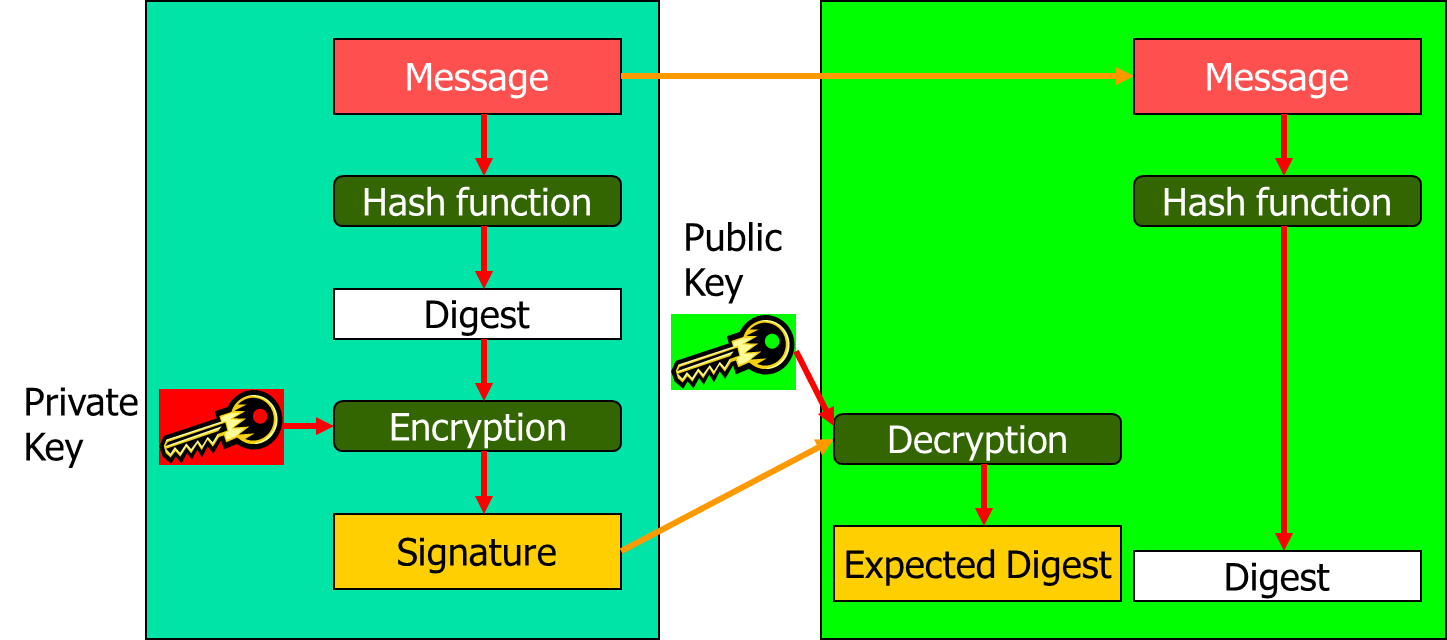 Message
Hash function
Digest
Private
Key
Encryption
Signature
Public
Key
Message
Hash function
Decryption
Expected Digest
Digest